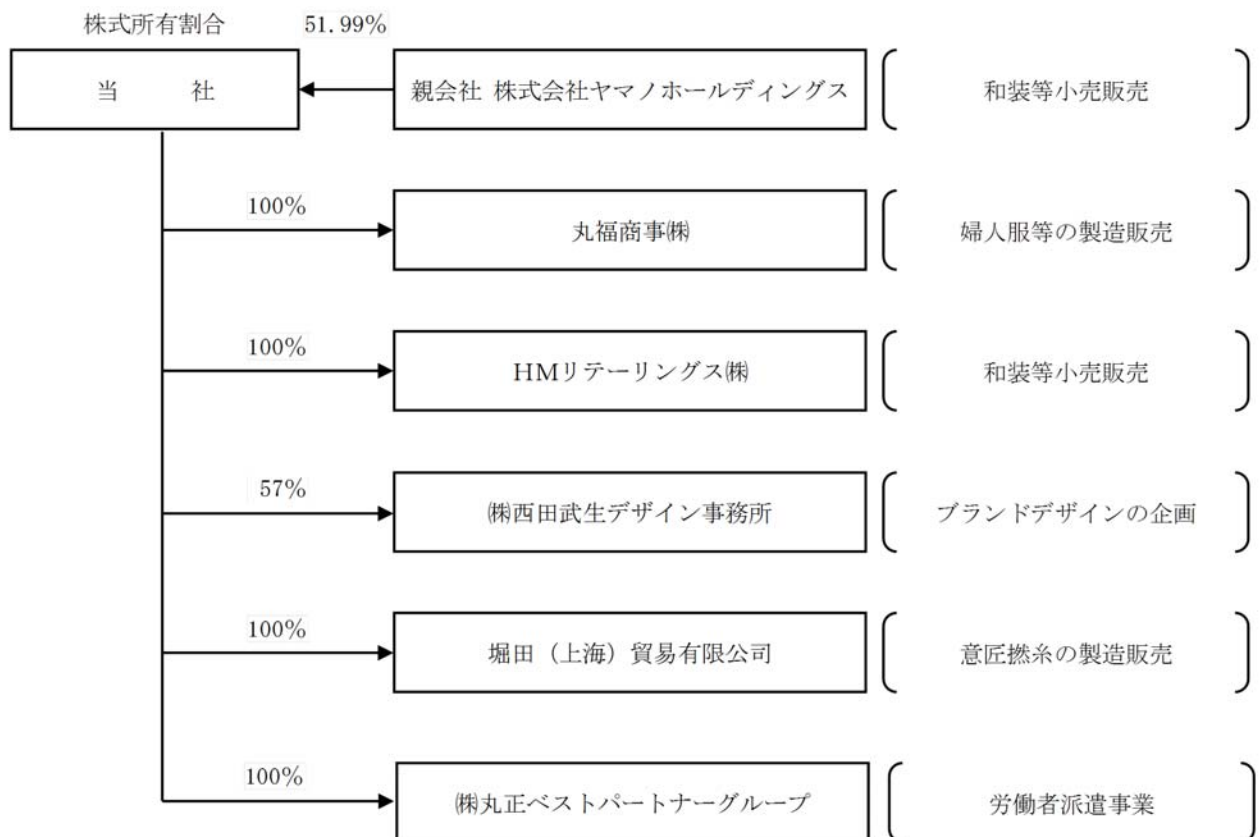 株式所有割合 51.99%
当　　社 親会社 株式会社ヤマノホールディングス 和装等小売販売
100%
丸福商事㈱ 婦人服等の製造販売
100%
HMリテーリングス㈱ 和装等小売販売
57%
㈱西田武生デザイン事務所 ブランドデザインの企画
100%
堀田（上海）貿易有限公司 意匠撚糸の製造販売
100%
㈱丸正ベストパートナーグループ 労働者派遣事業